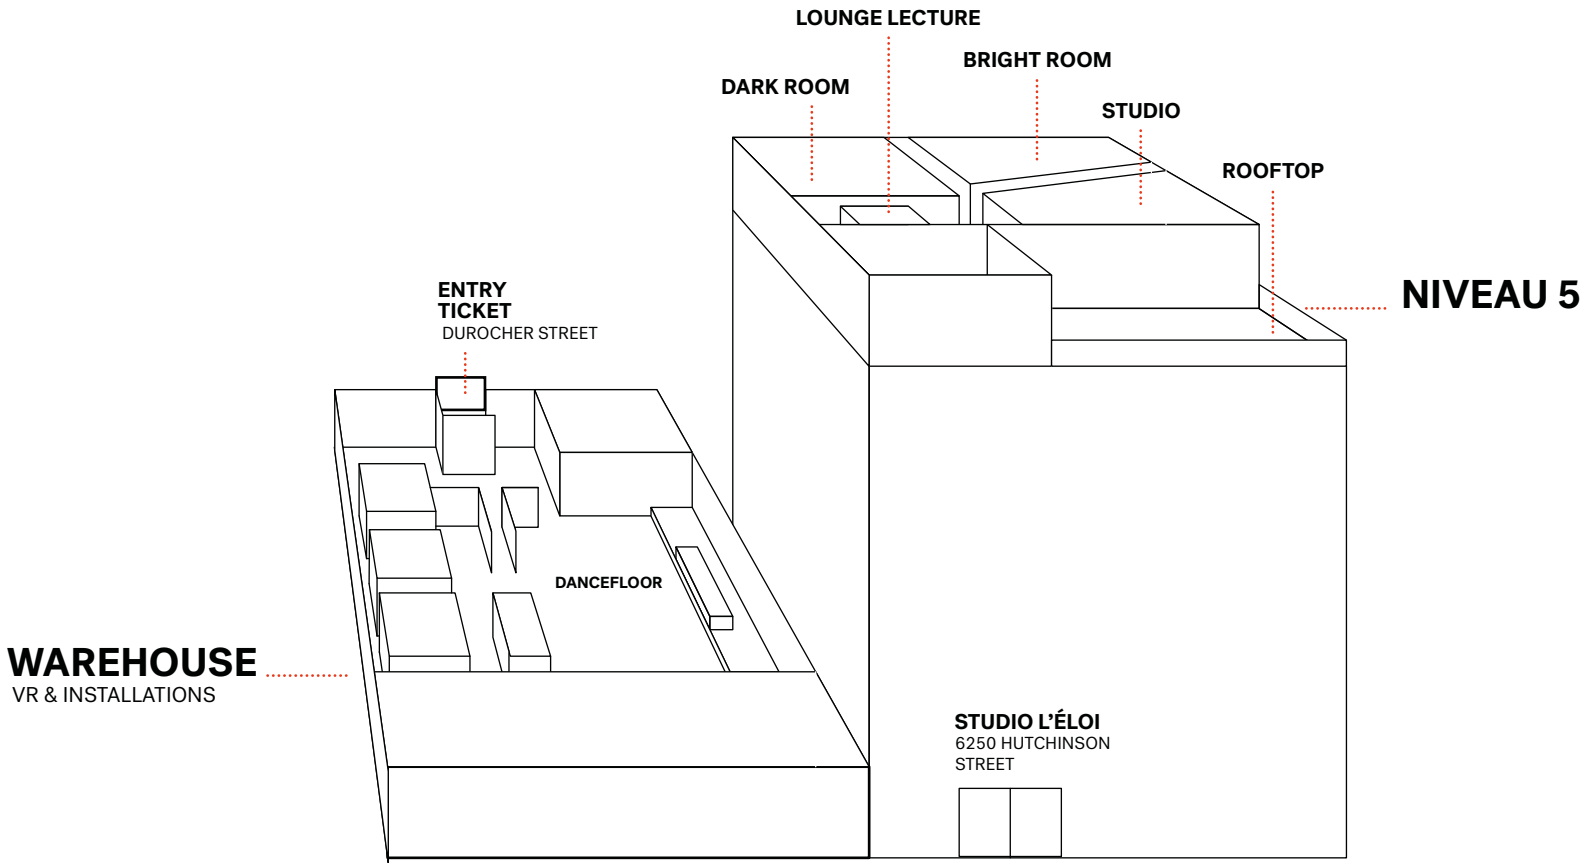 LOUNGE LECTURE
BRIGHT ROOM
DARK ROOM
STUDIO
ROOFTOP
ENTRY
TICKET
DUROCHER STREET
NIVEAU 5
DANCEFLOOR
WAREHOUSE
VR & INSTALLATIONS
STUDIO L’ÉLOI
6250 HUTCHINSON
STREET